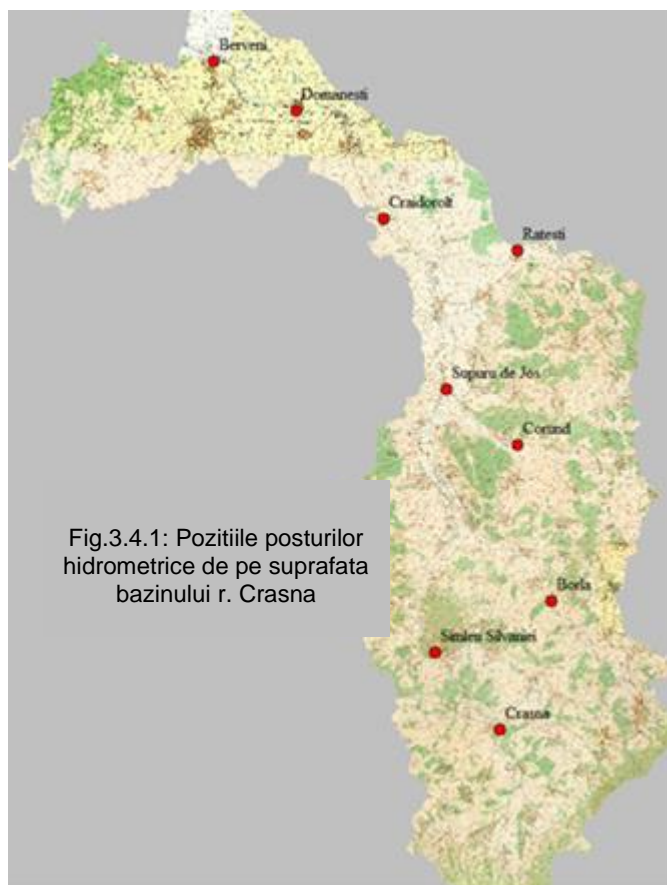 Berveni
Domanesti
Craidorolt
Ratesti
Supuru de Jos
Corund
Borla
Simleu Silvaniei
Crasna
Fig.3.4.1: Pozitiile posturilor
hidrometrice de pe suprafata
bazinului r. Crasna